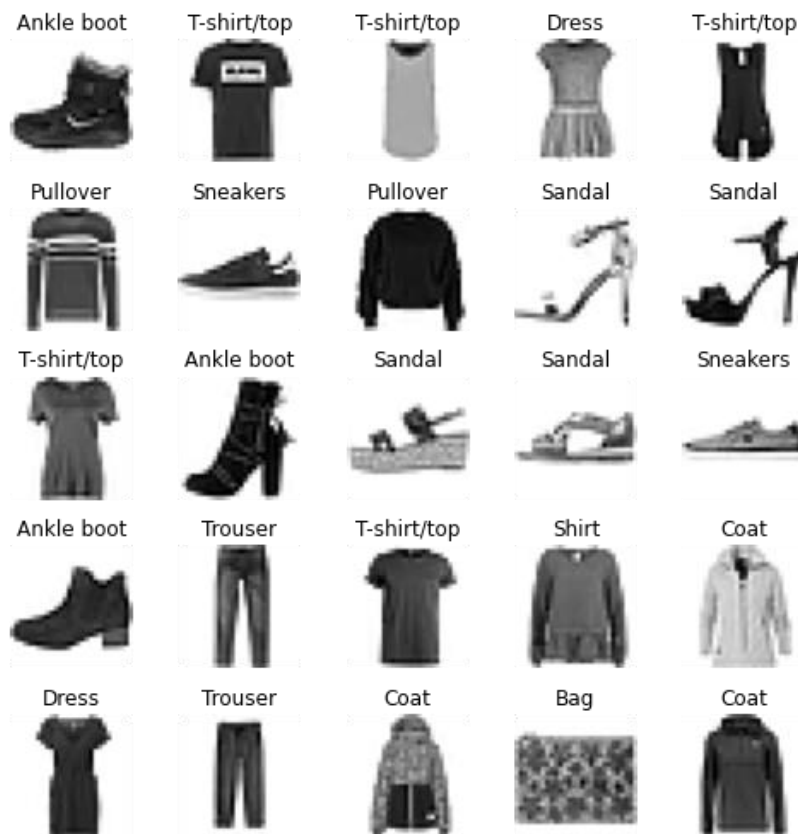 Ankle boot T-shirt/top T-shirt/top Dress T-shirt/top
Pullover Sneakers Pullover Sandal Sandal
T-shirt/top Ankle boot Sandal Sandal Sneakers
Ankle boot Trouser T-shirt/top Shirt Coat
Dress Trouser Coat Bag Coat